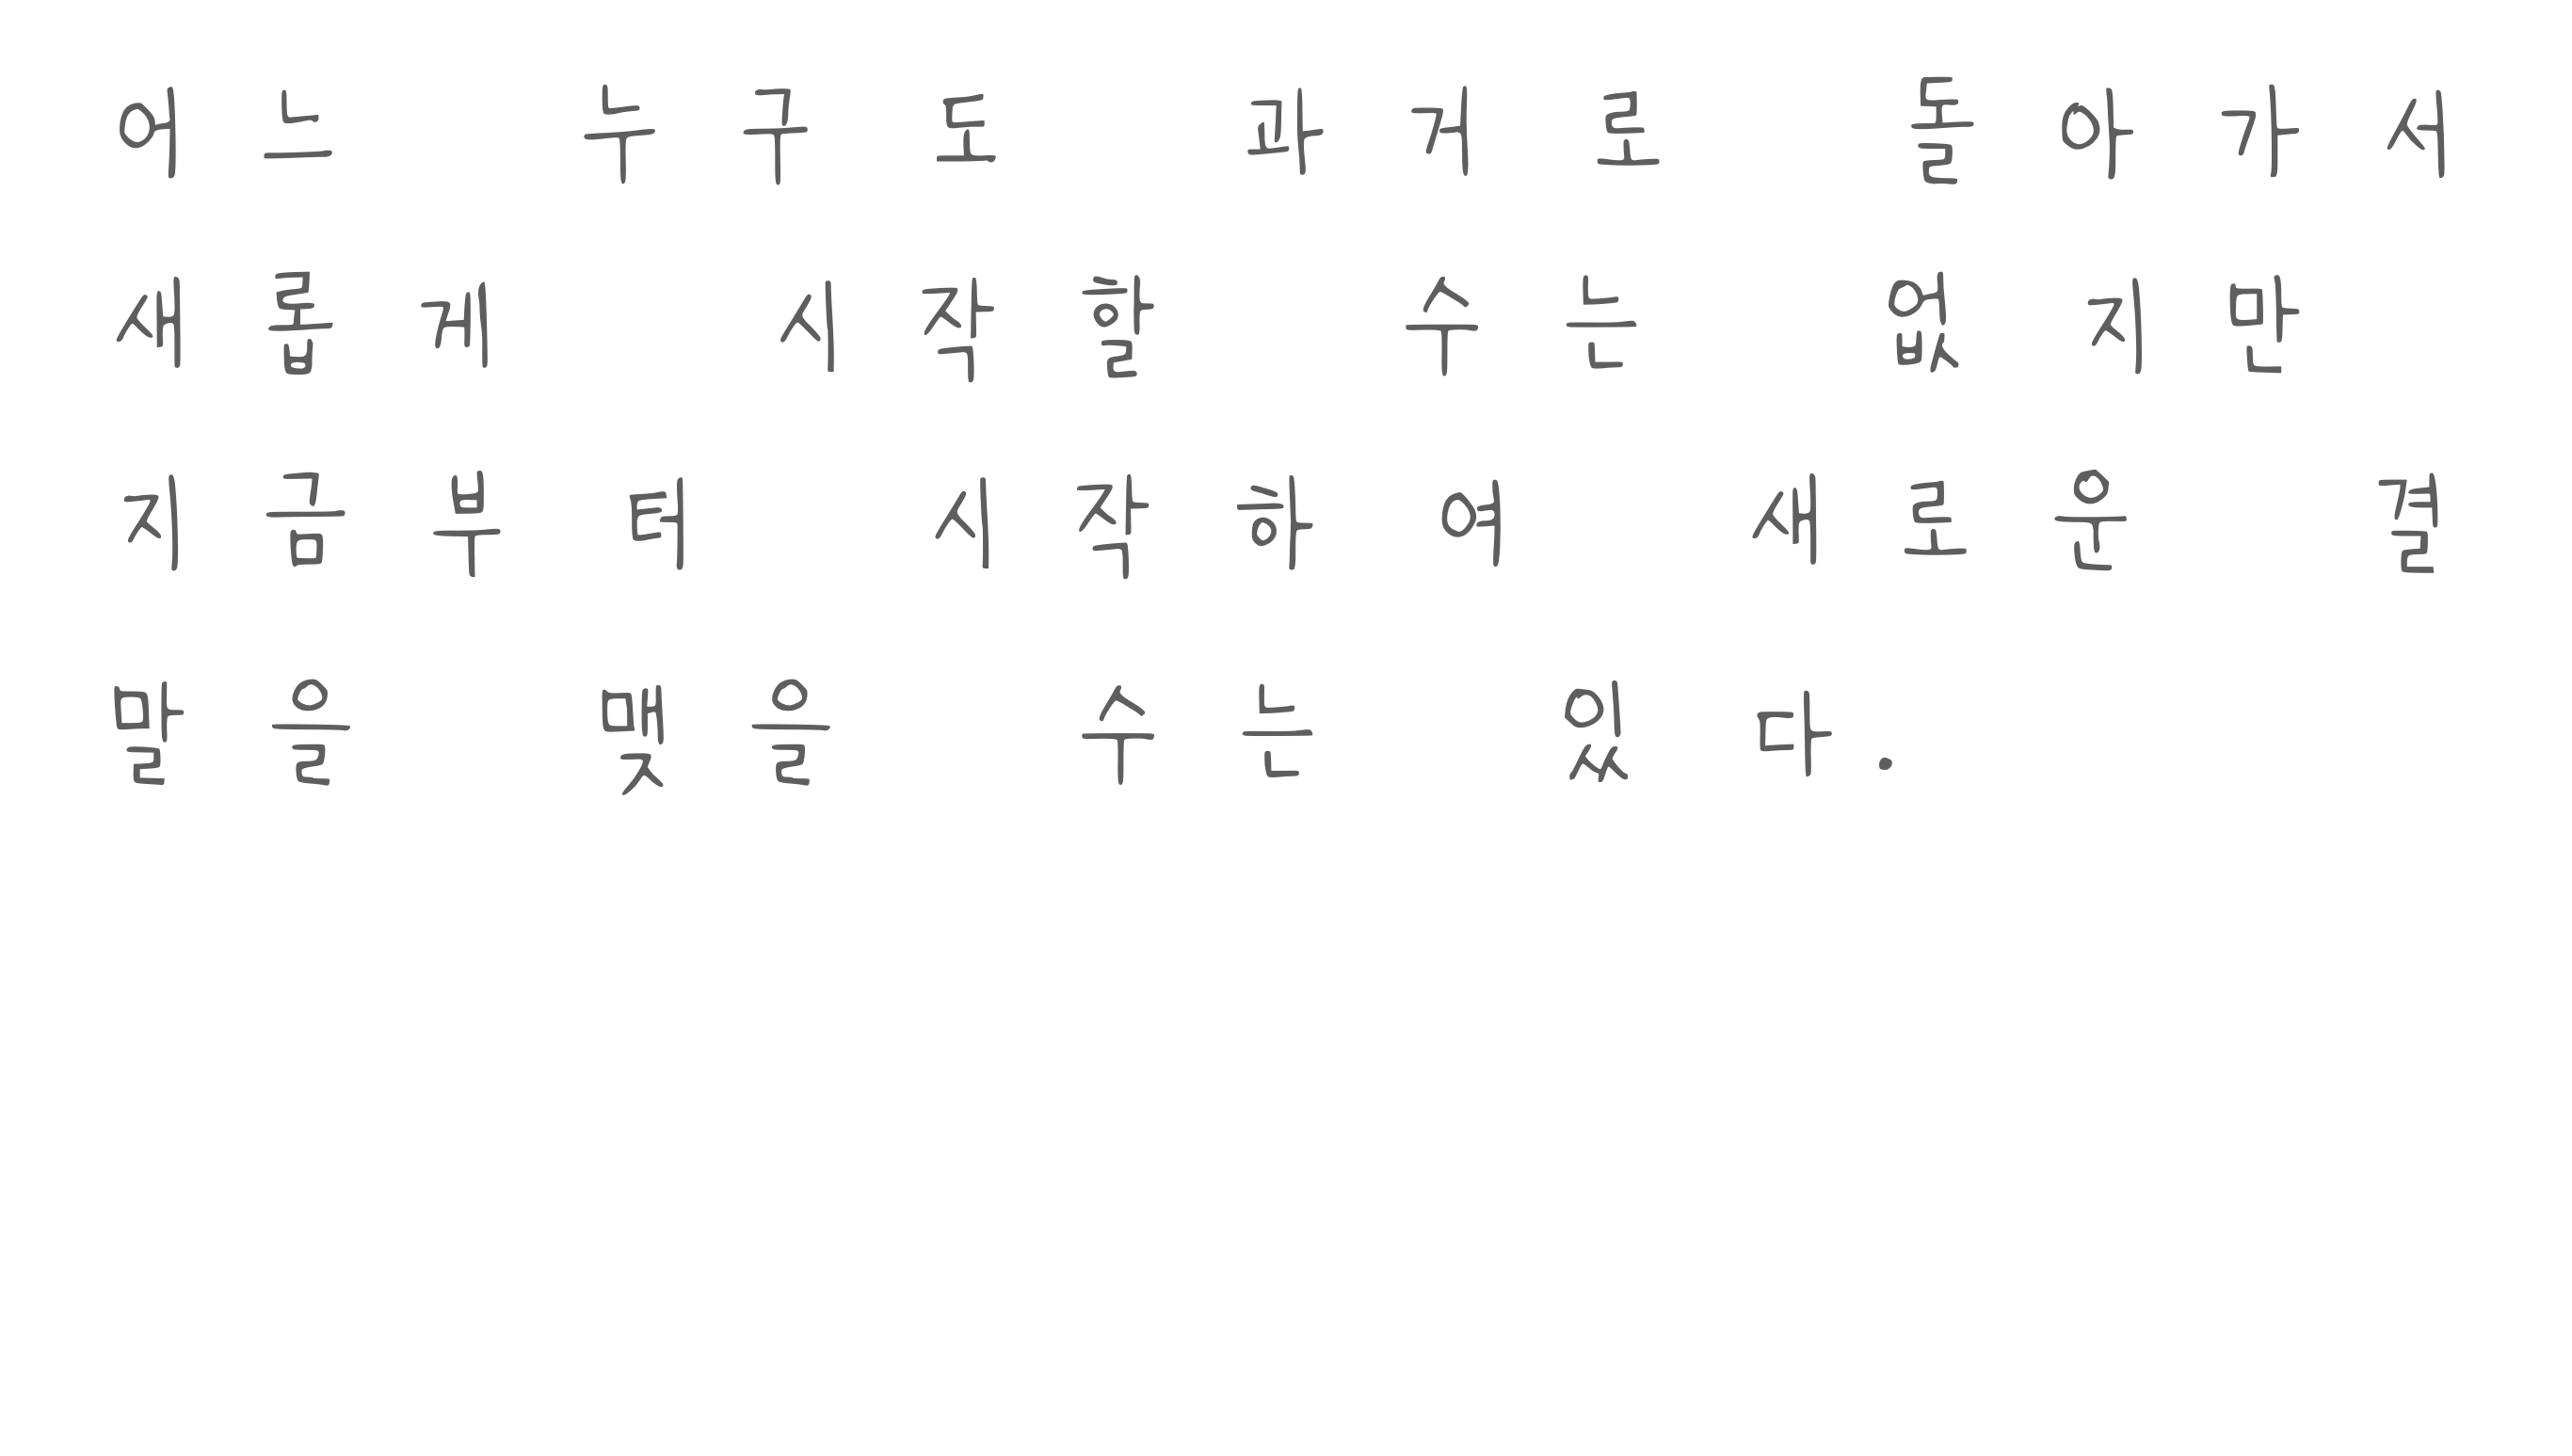 어느 누구도 과거로 돌아가서
새롭게 시작할 수는 없지만
지금부터 시작하여 새로운 결
말을 맺을 수는 있다.